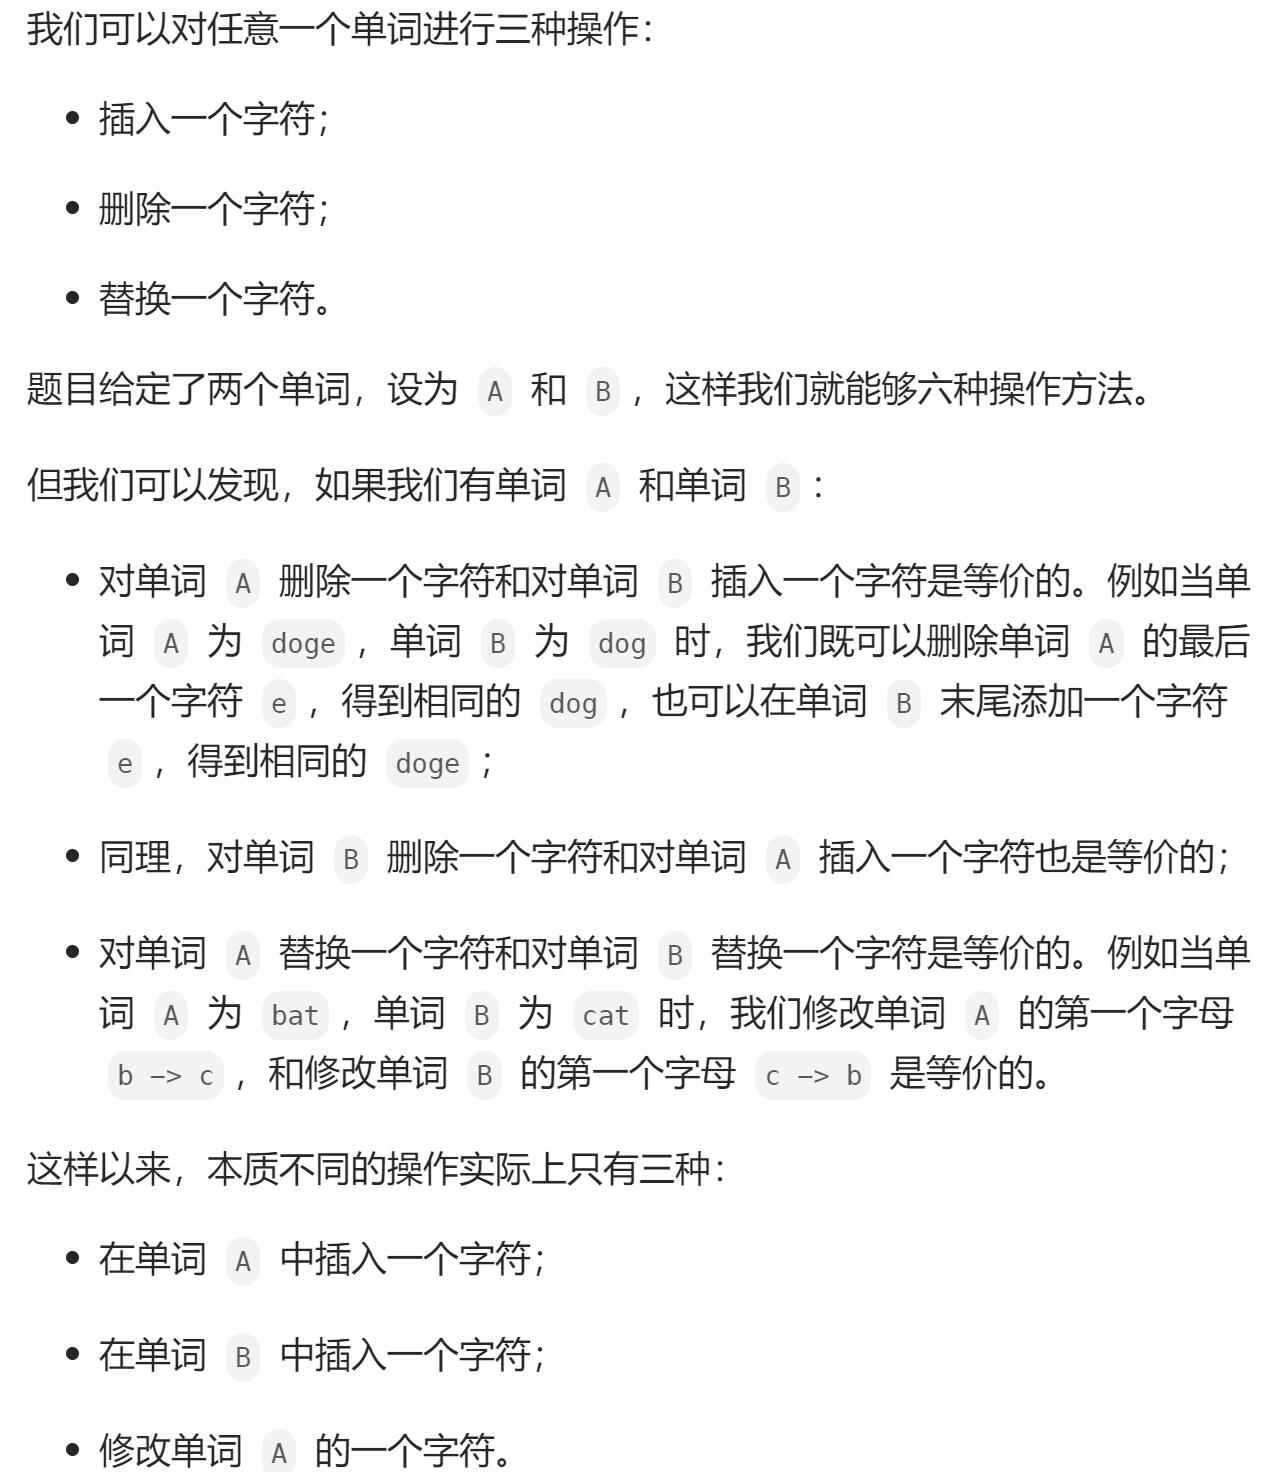 我们可以对任意一个单词进行三种操作：
• 插入一个字符；
• 删除一个字符；
• 替换一个字符。
题目给定了两个单词，设为 A 和 B，这样我们就能够六种操作方法。
但我们可以发现，如果我们有单词 A 和单词 B：
• 对单词 A 删除一个字符和对单词 B 插入一个字符是等价的。例如当单
词 A 为 doge，单词 B 为 dog 时，我们既可以删除单词 A 的最后
一个字符 e，得到相同的 dog，也可以在单词 B 末尾添加一个字符
e，得到相同的 doge；
• 同理，对单词 B 删除一个字符和对单词 A 插入一个字符也是等价的；
• 对单词 A 替换一个字符和对单词 B 替换一个字符是等价的。例如当单
词 A 为 bat，单词 B 为 cat 时，我们修改单词 A 的第一个字母
b -> c，和修改单词 B 的第一个字母 c -> b 是等价的。
这样以来，本质不同的操作实际上只有三种：
• 在单词 A 中插入一个字符；
• 在单词 B 中插入一个字符；
• 修改单词 A 的一个字符。